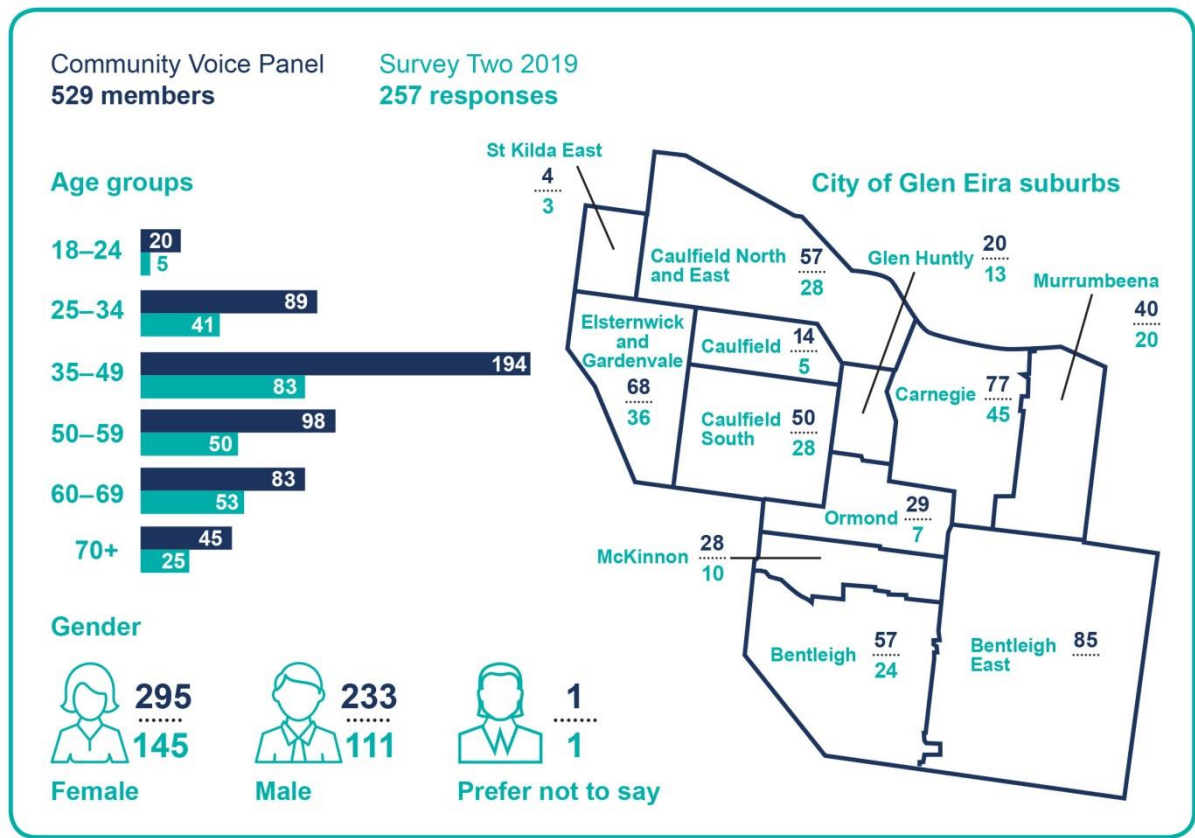 Community Voice Panel
529 members
Survey Two 2019
257 responses
Age groups
18–24
20
5
25–34
89
41
35–49
194
83
50–59
98
50
60–69
83
53
70+
45
25
Gender
295
145
Female
233
111
Male
1
1
Prefer not to say
City of Glen Eira suburbs
St Kilda East
4
3
Caulfield North
and East
57
28
Glen Huntly
20
13
Murrumbeena
40
20
Elsternwick
and
Gardenvale
68
36
Caulfield
14
5
Caulfield
South
50
28
Carnegie
77
45
Ormond
29
7
McKinnon
28
10
Bentleigh
57
24
Bentleigh
East
85